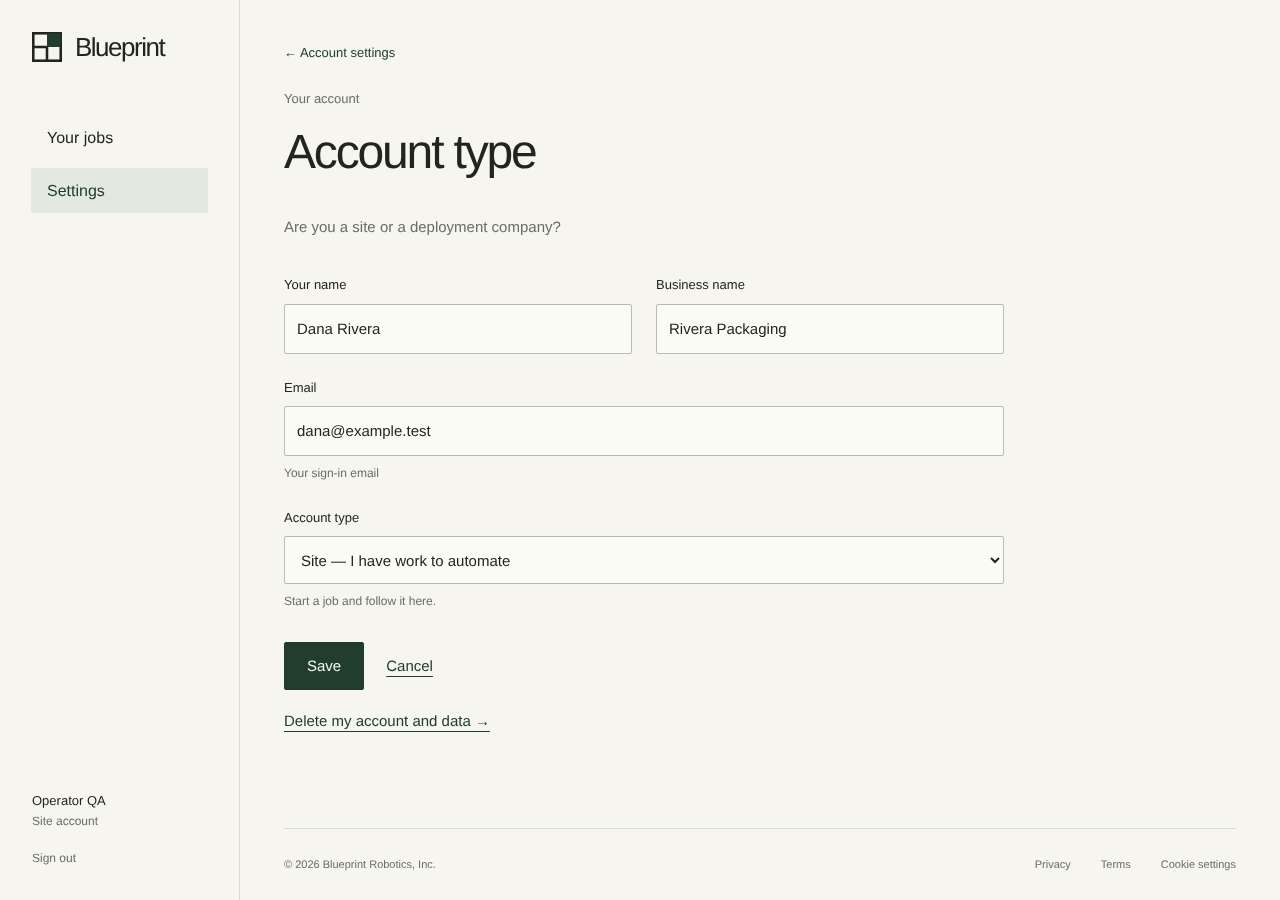 Blueprint
Your jobs
Settings
Operator QA
Site account
Sign out
← Account settings
Your account
Account type
Are you a site or a deployment company?
Your name
Business name
Dana Rivera
Rivera Packaging
Email
dana@example.test
Your sign-in email
Account type
Site — I have work to automate
Start a job and follow it here.
Save
Cancel
Delete my account and data →
© 2026 Blueprint Robotics, Inc.
Privacy
Terms
Cookie settings